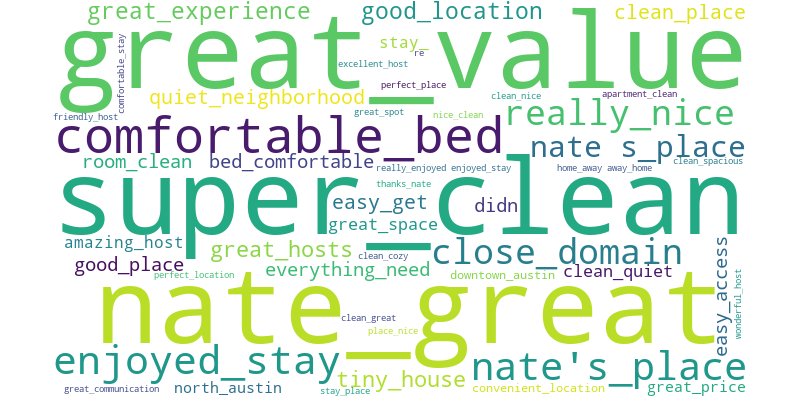 great_experience
good_location
clean_place
great_value
stay_
re
comfortable_stay
excellent_host
perfect_place
quiet_neighborhood
clean_nice
apartment_clean
friendly_host
great_spot
nice_clean
really_nice
comfortable_bed
nate s_place
room_clean
bed_comfortable
really_enjoyed
enjoyed_stay
home_away
away_home
clean_spacious
super_clean
thanks_nate
easy_get
didn
great_space
amazing_host
great_hosts
close_domain
clean_cozy
good_place
everything_need
perfect_location
downtown_austin
clean_quiet
easy_access
wonderful_host
nate_great
clean_great
place_nice
enjoyed_stay
nate's_place
tiny_house
great_communication
north_austin
stay_place
convenient_location
great_price